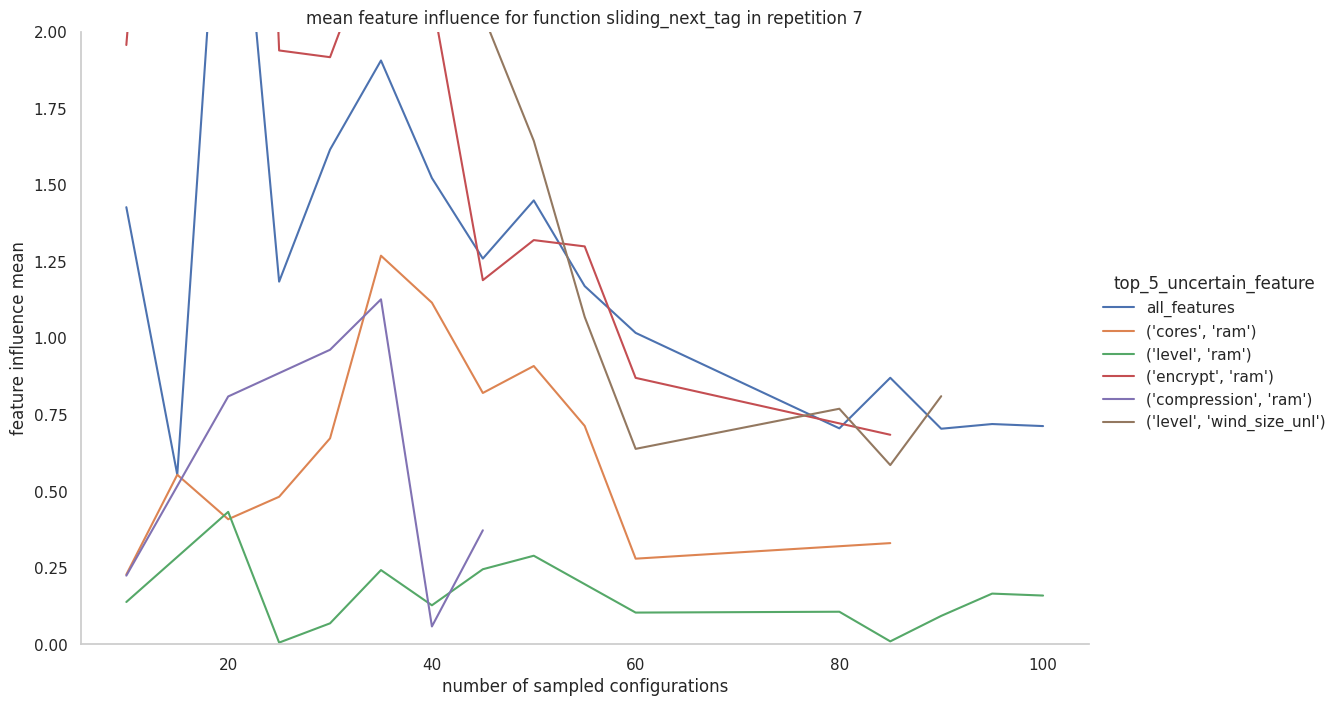 mean feature influence for function sliding_next_tag in repetition 7
2.00
1.75
1.50
1.25
1.00
0.75
0.50
0.25
0.00
feature influence mean
20
40
60
80
100
number of sampled configurations
top_5_uncertain_feature
all_features
('cores', 'ram')
('level', 'ram')
('encrypt', 'ram')
('compression', 'ram')
('level', 'wind_size_unl')